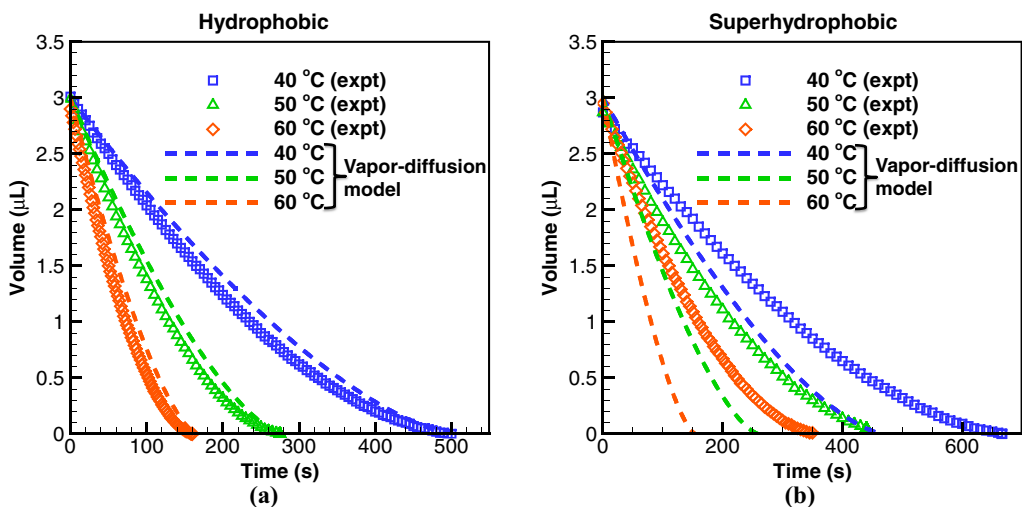 Hydrophobic
3.5
3
2.5
2
1.5
1
0.5
0
Volume (μL)
40 °C (expt)
50 °C (expt)
60 °C (expt)
40 °C
50 °C
60 °C
Vapor-diffusion
model
0 100 200 300 400 500
Time (s)
(a)
Superhydrophobic
3.5
3
2.5
2
1.5
1
0.5
0
Volume (μL)
40 °C (expt)
50 °C (expt)
60 °C (expt)
40 °C
50 °C
60 °C
Vapor-diffusion
model
0 200 400 600
Time (s)
(b)